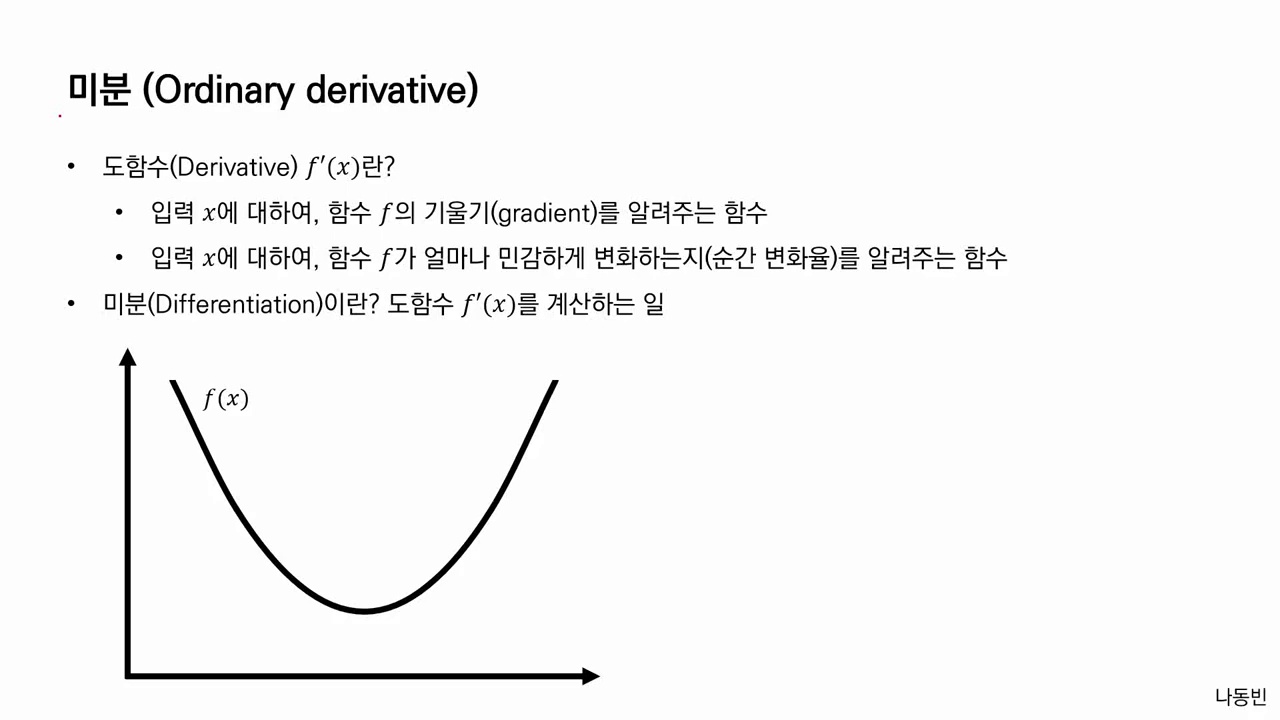 미분 (Ordinary derivative)
• 도함수(Derivative) f′(x)란?
• 입력 x에 대하여, 함수 f의 기울기(gradient)를 알려주는 함수
• 입력 x에 대하여, 함수 f가 얼마나 민감하게 변화하는지(순간 변화율)를 알려주는 함수
• 미분(Differentiation)이란? 도함수 f′(x)를 계산하는 일
f(x)
나동빈